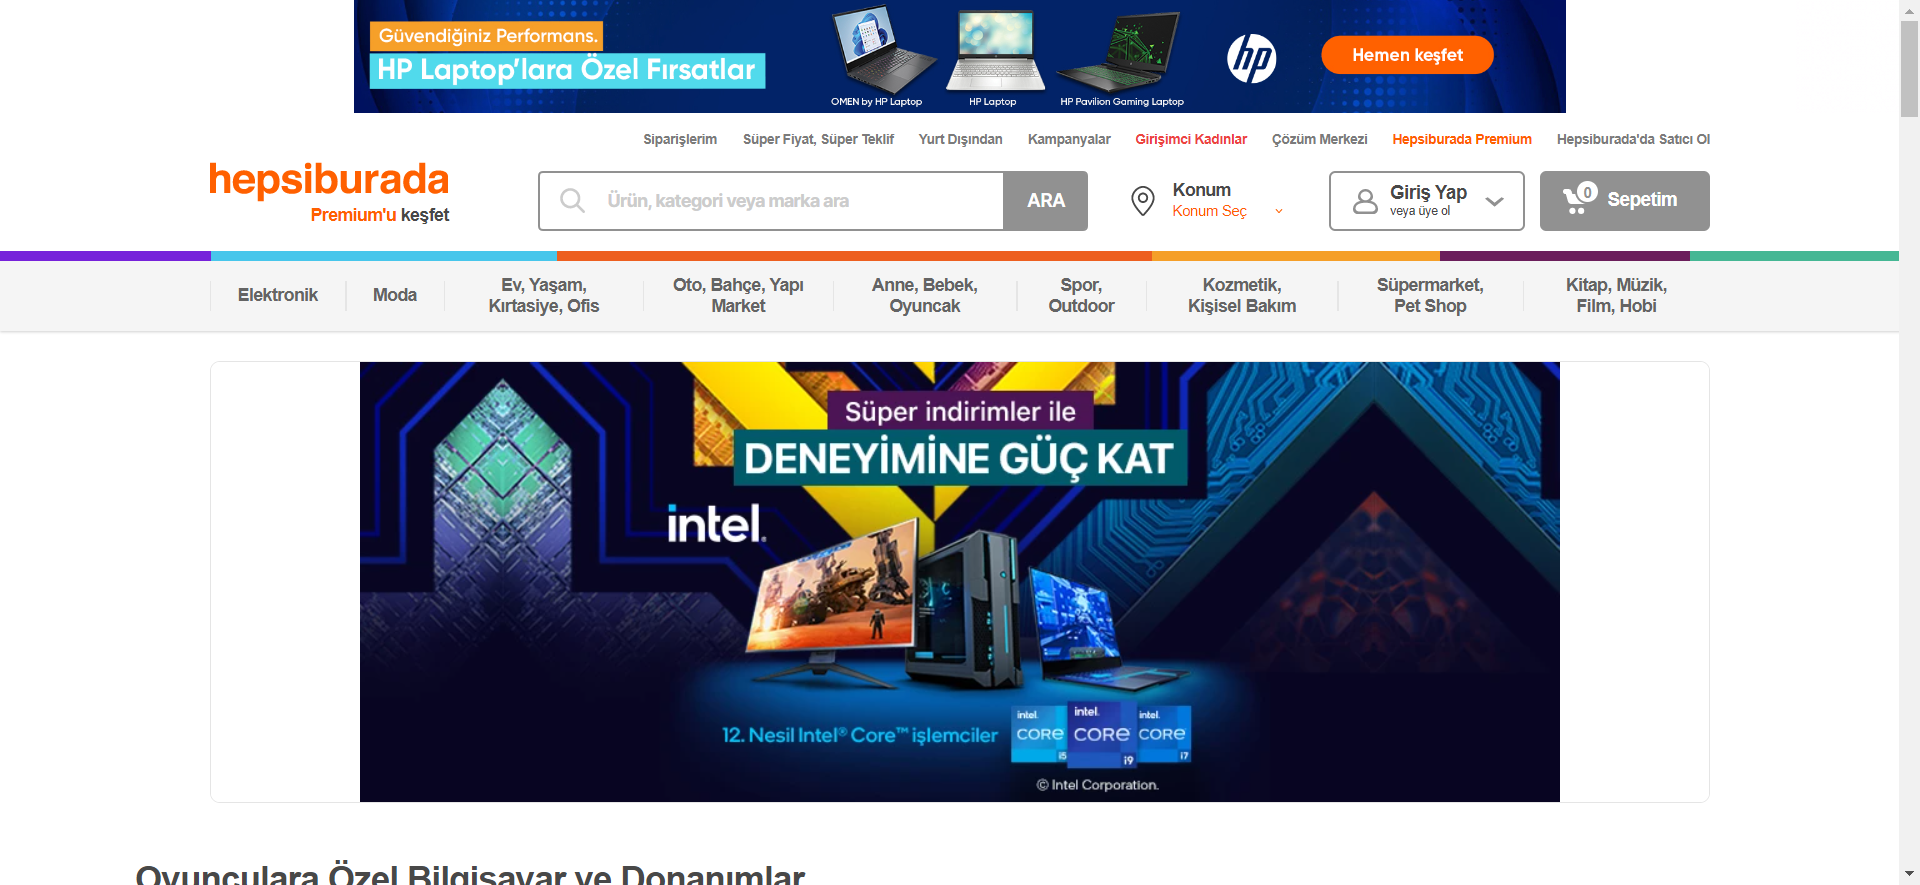 Güvendiğiniz Performans.
HP Laptop'lara Özel Fırsatlar
OMEN by HP Laptop
HP Laptop
HP Pavilion Gaming Laptop
hp
Hemen keşfet
Siparişlerim
Süper Fiyat, Süper Teklif
Yurt Dışından
Kampanyalar
Girişimci Kadınlar
Çözüm Merkezi
Hepsiburada Premium
Hepsiburada'da Satıcı Ol
hepsiburada
Premium'u keşfet
Ürün, kategori veya marka ara
ARA
Konum
Konum Seç
Giriş Yap
veya üye ol
0
Sepetim
Elektronik
Moda
Ev, Yaşam,
Kırtasiye, Ofis
Oto, Bahçe, Yapı
Market
Anne, Bebek,
Oyuncak
Spor,
Outdoor
Kozmetik,
Kişisel Bakım
Süpermarket,
Pet Shop
Kitap, Müzik,
Film, Hobi
Süper indirimler ile
DENEYİMİNE GÜÇ KAT
intel.
12. Nesil Intel® Core™ işlemciler
intel.
CORE
i5
intel.
CORE
i9
intel.
CORE
i7
© Intel Corporation.
Oyunculara Özel Bilgisayar ve Donanımlar